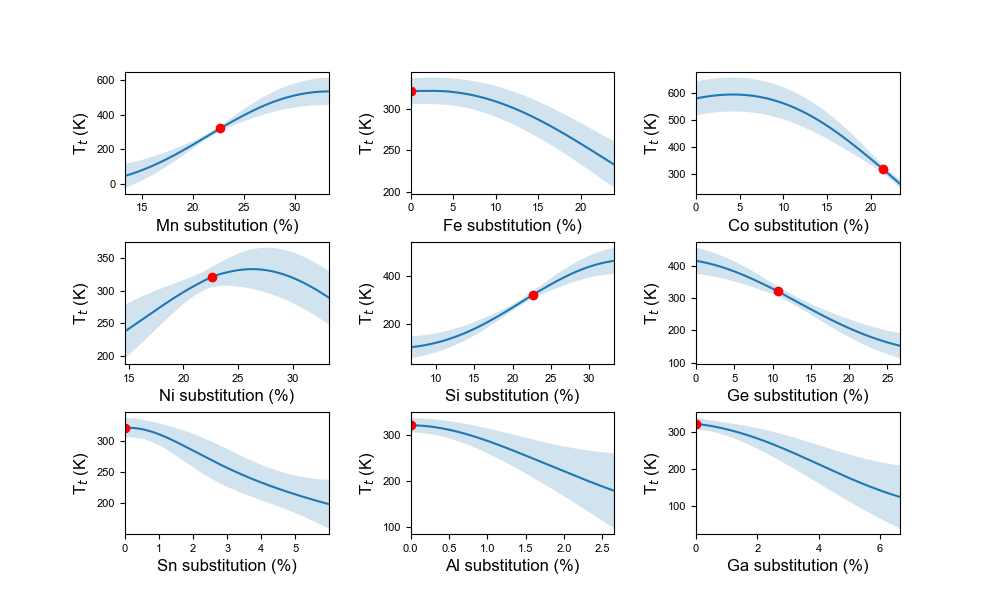 600
400
200
0
T_t (K)
15 20 25 30
Mn substitution (%)
300
250
200
T_t (K)
0 5 10 15 20
Fe substitution (%)
600
500
400
300
T_t (K)
0 5 10 15 20
Co substitution (%)
350
300
250
200
T_t (K)
15 20 25 30
Ni substitution (%)
400
200
T_t (K)
10 15 20 25 30
Si substitution (%)
400
300
200
100
T_t (K)
0 5 10 15 20 25
Ge substitution (%)
300
250
200
T_t (K)
0 1 2 3 4 5
Sn substitution (%)
300
200
100
T_t (K)
0.0 0.5 1.0 1.5 2.0 2.5
Al substitution (%)
300
200
100
T_t (K)
0 2 4 6
Ga substitution (%)